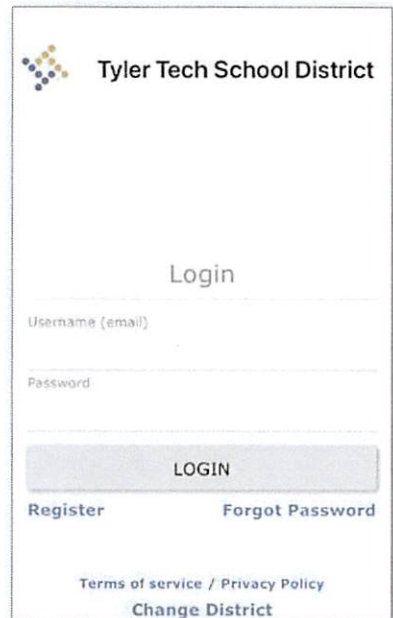 Tyler Tech School District
Login
Username (email)
Password
LOGIN
Register Forgot Password
Terms of service / Privacy Policy
Change District